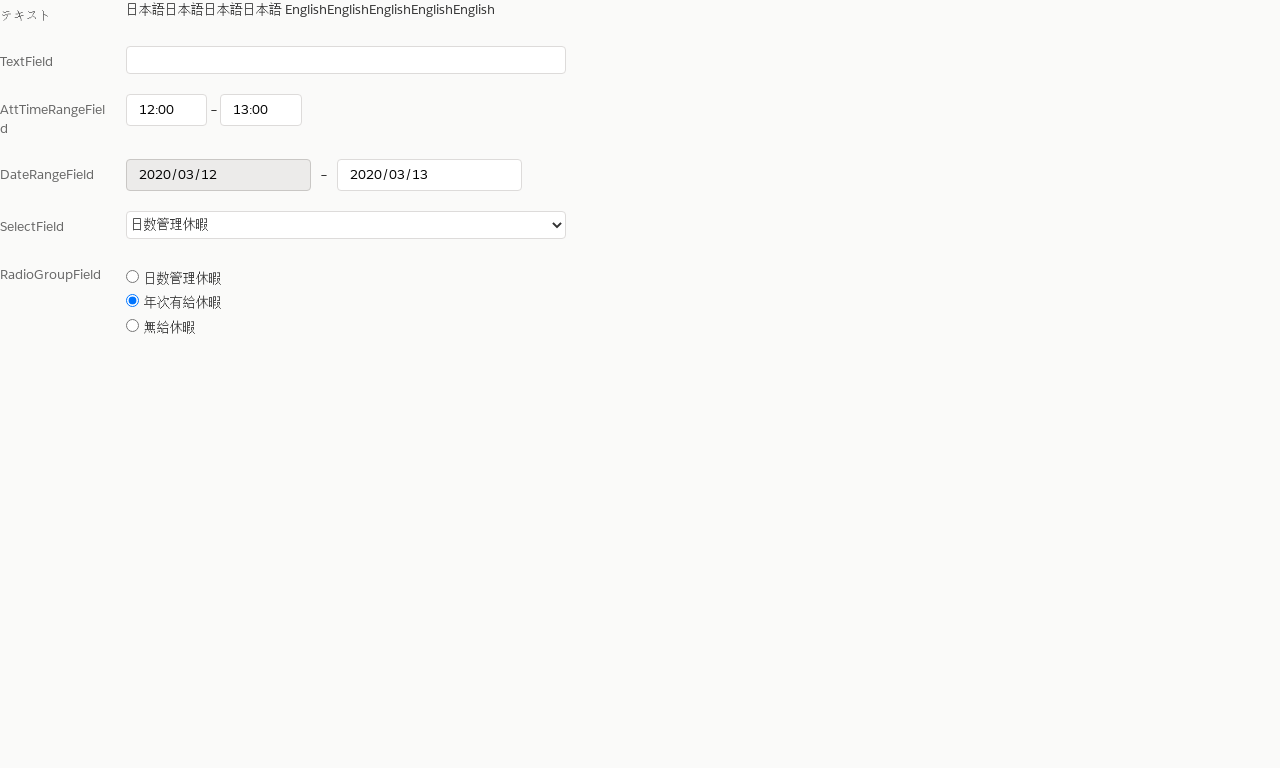 テキスト 日本語日本語日本語日本語 EnglishEnglishEnglishEnglishEnglish
TextField
AttTimeRangeFiel
d
12:00 – 13:00
DateRangeField 2020/03/12 – 2020/03/13
SelectField 日数管理休暇
RadioGroupField 日数管理休暇
年次有給休暇
無給休暇